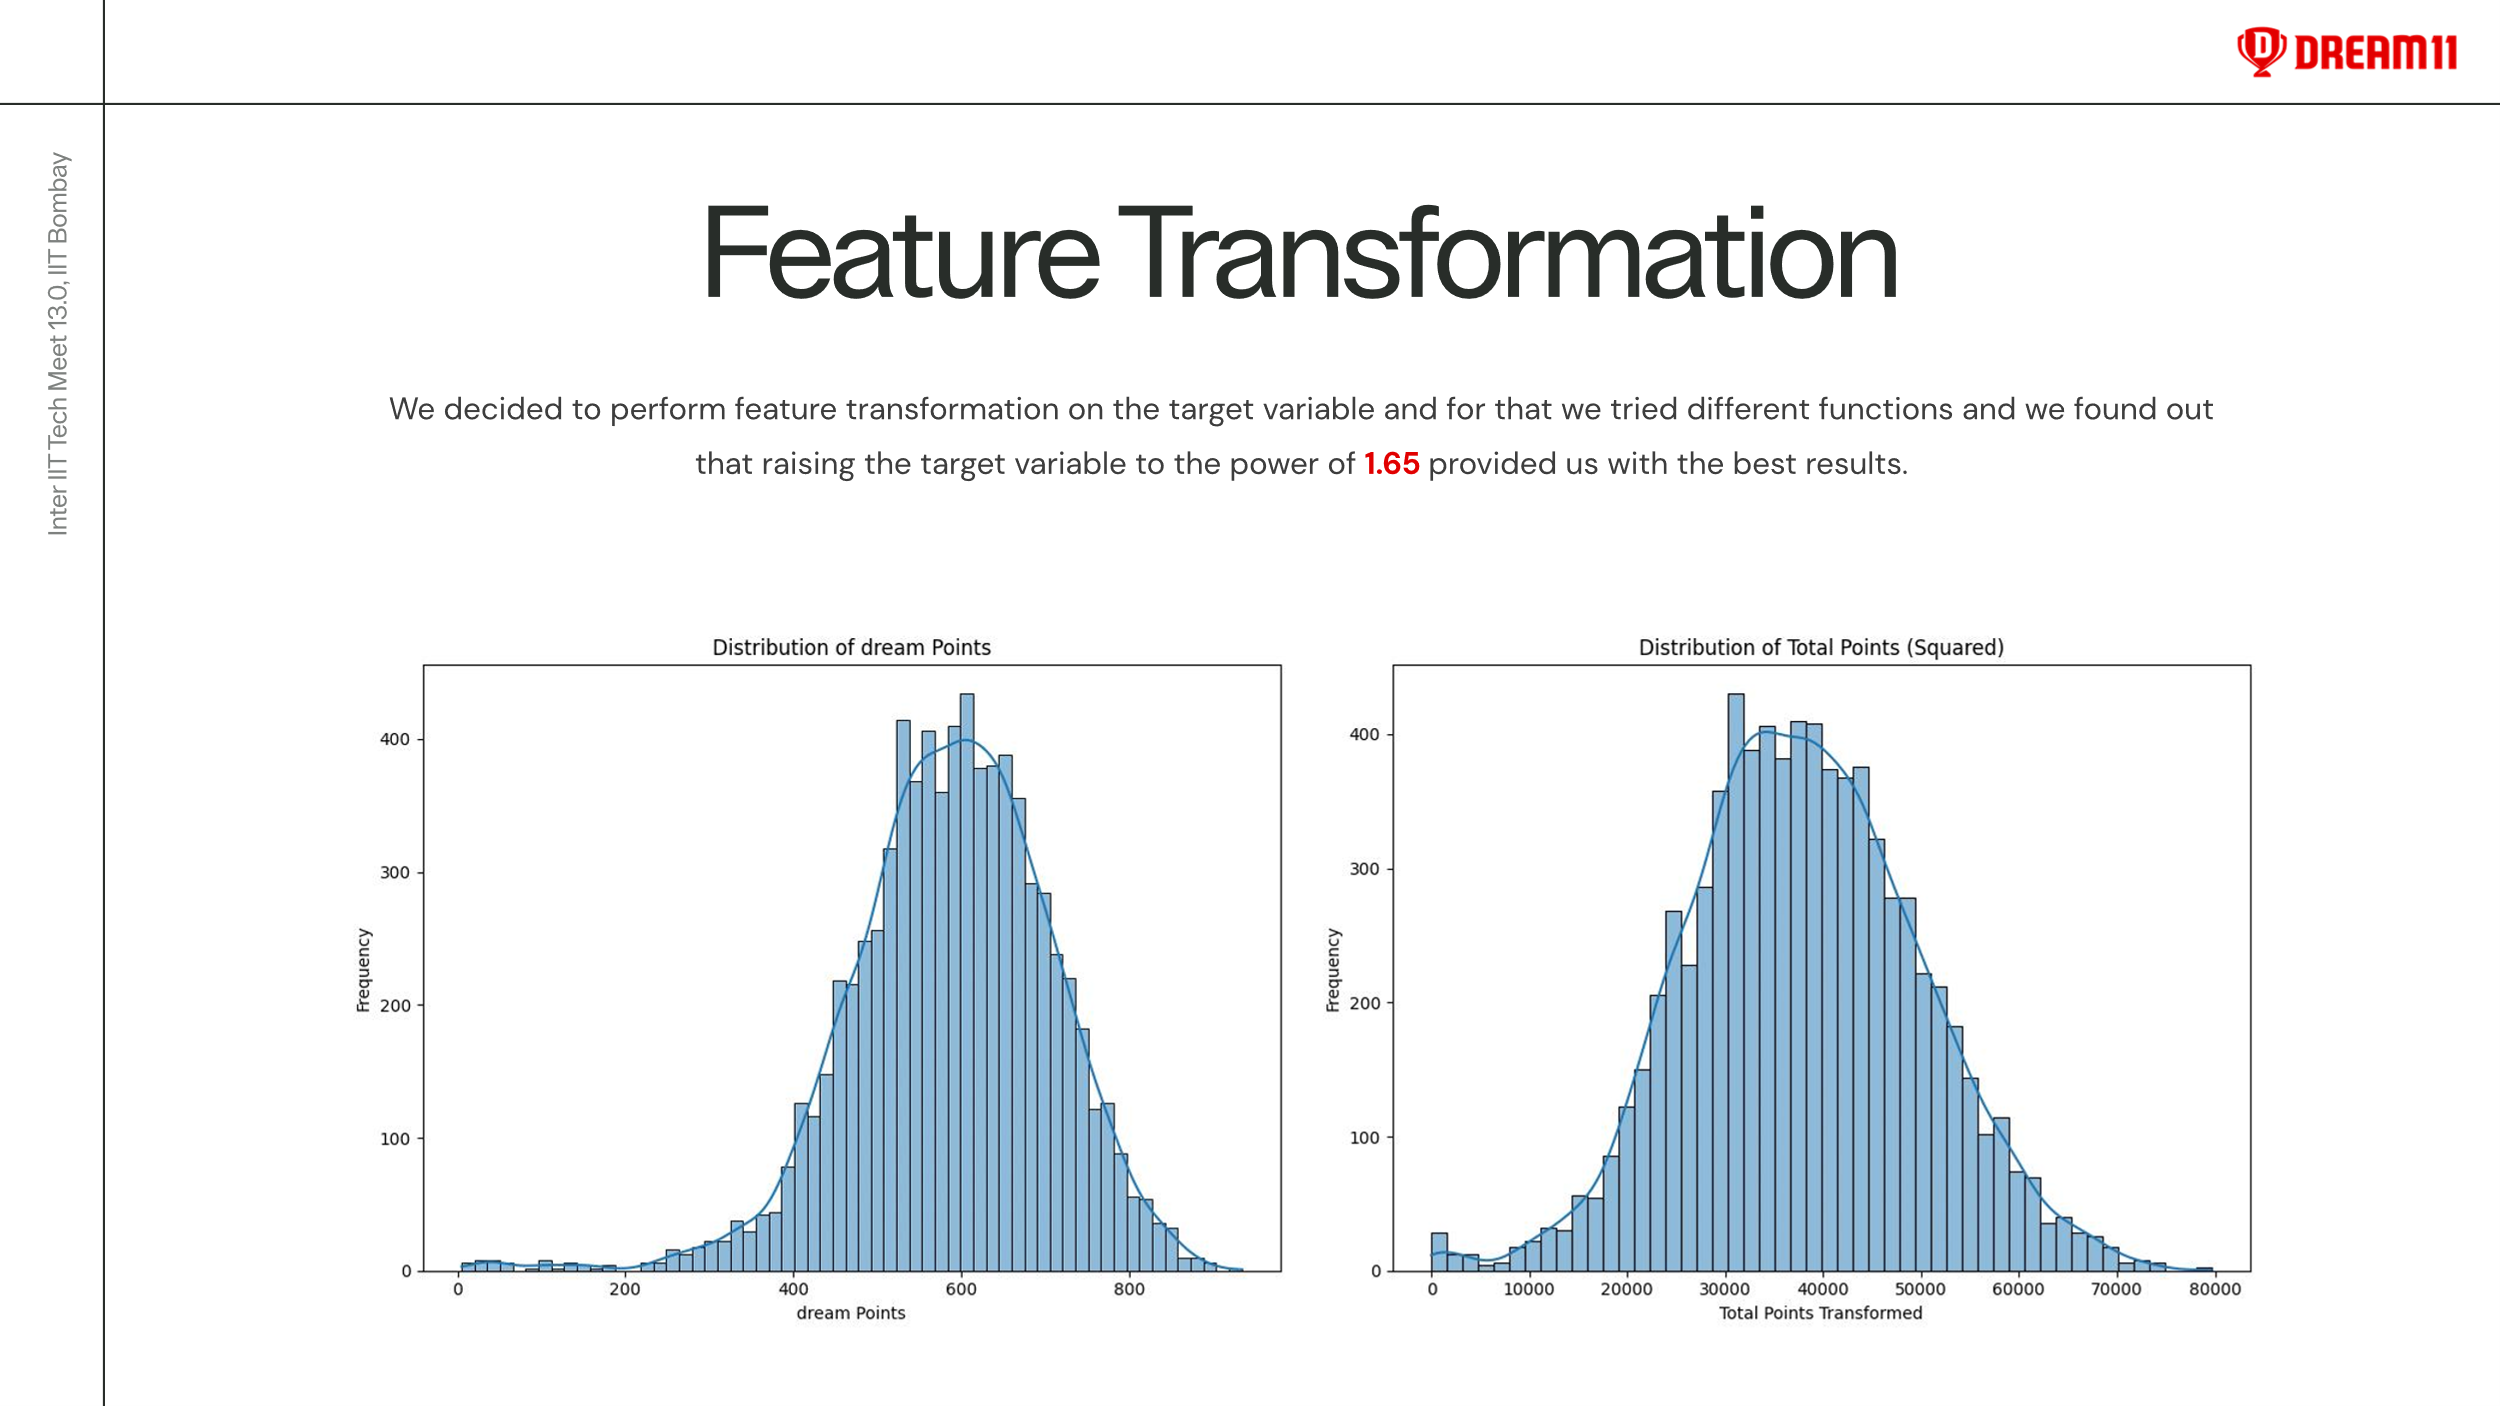 DREAM11
Inter IIT Tech Meet 13.0, IIT Bombay
Feature Transformation
We decided to perform feature transformation on the target variable and for that we tried different functions and we found out
that raising the target variable to the power of 1.65 provided us with the best results.
Distribution of dream Points
Frequency
400
300
200
100
0
0 200 400 600 800
dream Points
Distribution of Total Points (Squared)
Frequency
400
300
200
100
0
0 10000 20000 30000 40000 50000 60000 70000 80000
Total Points Transformed